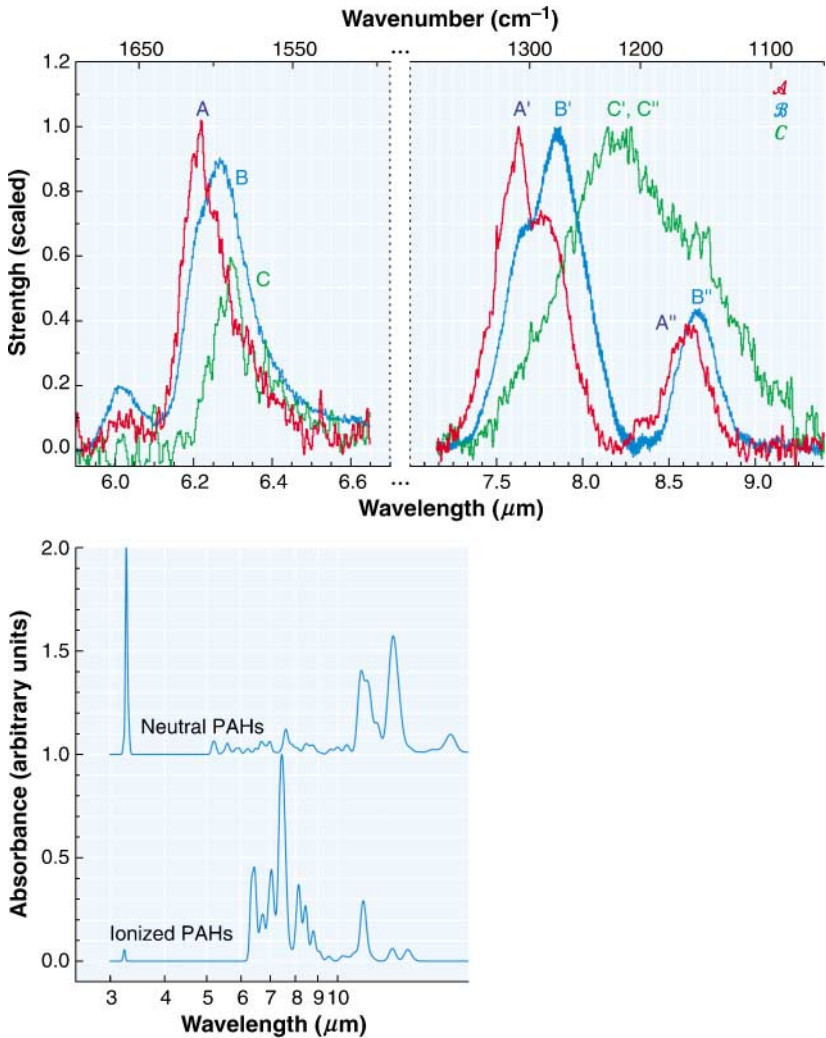 Wavenumber (cm⁻¹)
1650 1550 ... 1300 1200 1100
1.2
1.0
0.8
0.6
0.4
0.2
0.0
Strentgh (scaled)
A
B
C
A'
B'
C', C"
A"
B"
𝒜
ℬ
𝒞
6.0 6.2 6.4 6.6 ... 7.5 8.0 8.5 9.0
Wavelength (μm)
2.0
1.5
1.0
0.5
0.0
Absorbance (arbitrary units)
Neutral PAHs
Ionized PAHs
3 4 5 6 7 8 9 10
Wavelength (μm)